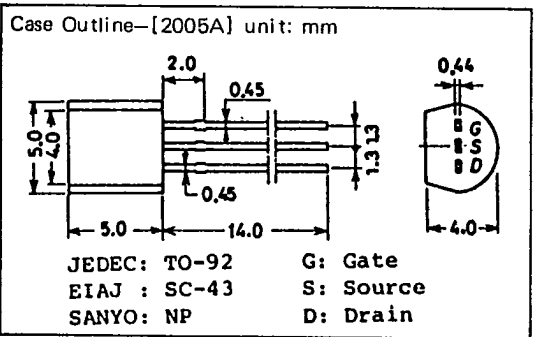 Case Outline—[2005A] unit: mm
2.0
0.45
0.44
5.0
4.0
1.3
1.3
G
S
D
0.45
5.0
14.0
4.0
JEDEC: TO-92
G: Gate
EIAJ : SC-43
S: Source
SANYO: NP
D: Drain